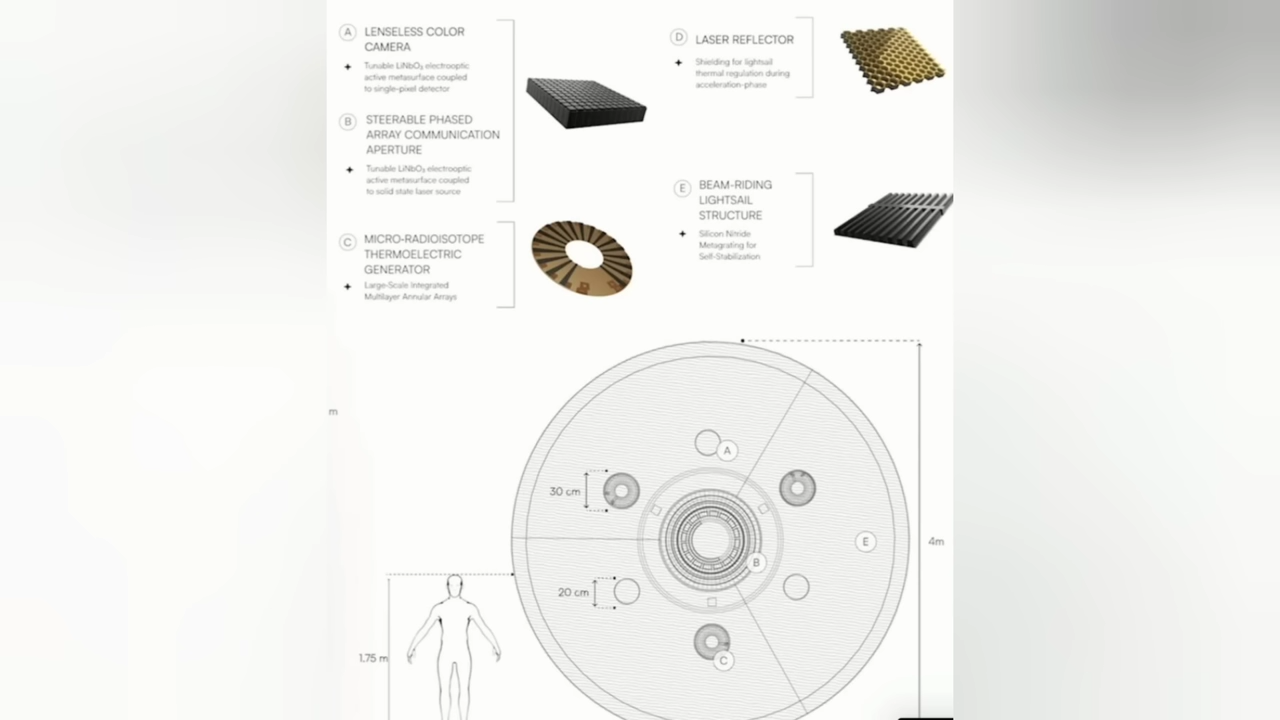 A
LENSELESS COLOR
CAMERA
Tunable LiNbO₃ electrooptic
active metasurface coupled
to single-pixel detector
B
STEERABLE PHASED
ARRAY COMMUNICATION
APERTURE
Tunable LiNbO₃ electrooptic
active metasurface coupled
to solid state laser source
C
MICRO-RADIOISOTOPE
THERMOELECTRIC
GENERATOR
Large-Scale Integrated
Multilayer Annular Arrays
D
LASER REFLECTOR
Shielding for lightsail
thermal regulation during
acceleration-phase
E
BEAM-RIDING
LIGHTSAIL
STRUCTURE
Silicon Nitride
Metagrating for
Self-Stabilization
m
A
30 cm
E
4m
B
20 cm
1.75 m
C